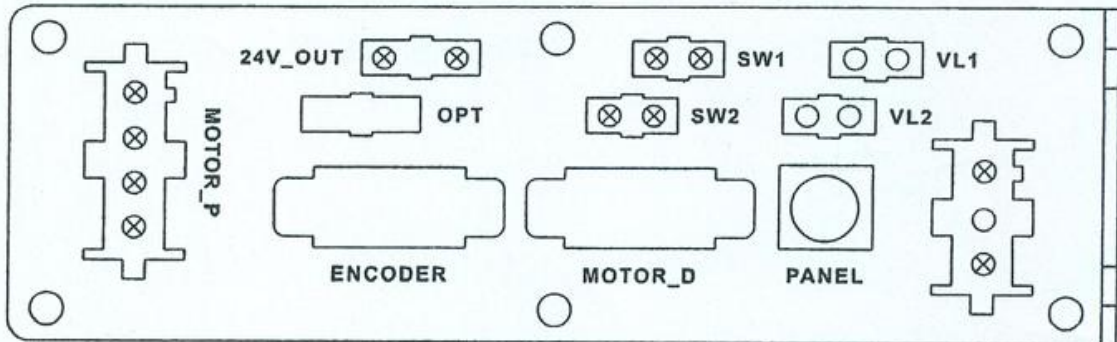 24V_OUT
SW1
VL1
OPT
SW2
VL2
MOTOR_P
ENCODER
MOTOR_D
PANEL